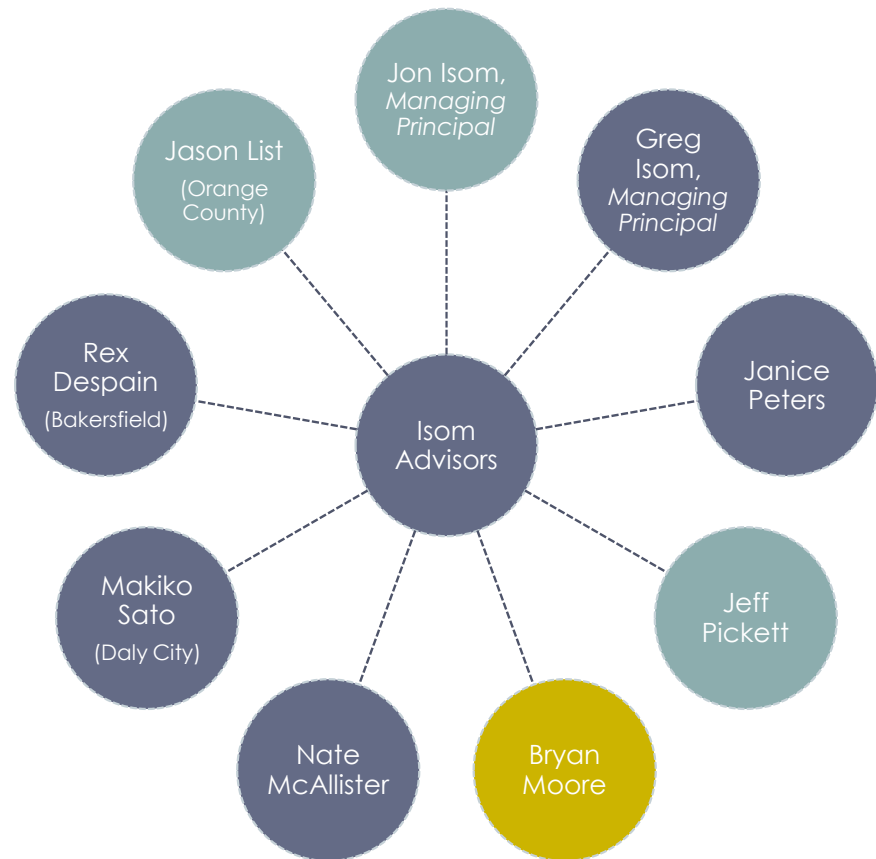 Jon Isom,
Managing
Principal
Greg
Isom,
Managing
Principal
Janice
Peters
Jeff
Pickett
Bryan
Moore
Nate
McAllister
Makiko
Sato
(Daly City)
Rex
Despain
(Bakersfield)
Jason List
(Orange
County)
Isom
Advisors